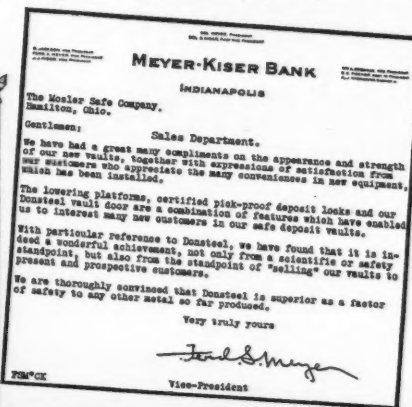 SOL. MEYER, PRESIDENT
MEYER-KISER BANK
INDIANAPOLIS
The Mosler Safe Company.
Hamilton, Ohio.
Gentlemen;
Sales Department.
We have had a great many compliments on the appearance and strength
of our new vaults, together with expressions of satisfaction from
our customers who appreciate the many conveniences in new equipment,
which has been installed.
The lowering platforms, certified pick-proof deposit locks and our
Donsteel vault door are a combination of features which have enabled
us to interest many new customers in our safe deposit vaults.
With particular reference to Donsteel, we have found that it is in-
deed a wonderful achievement, not only from a scientific or safety
standpoint, but also from the standpoint of "selling" our vaults to
present and prospective customers.
We are thoroughly convinced that Donsteel is superior as a factor
of safety to any other metal so far produced.
Very truly yours
Ferd. S. Meyer
Vice-President
FSM*CK